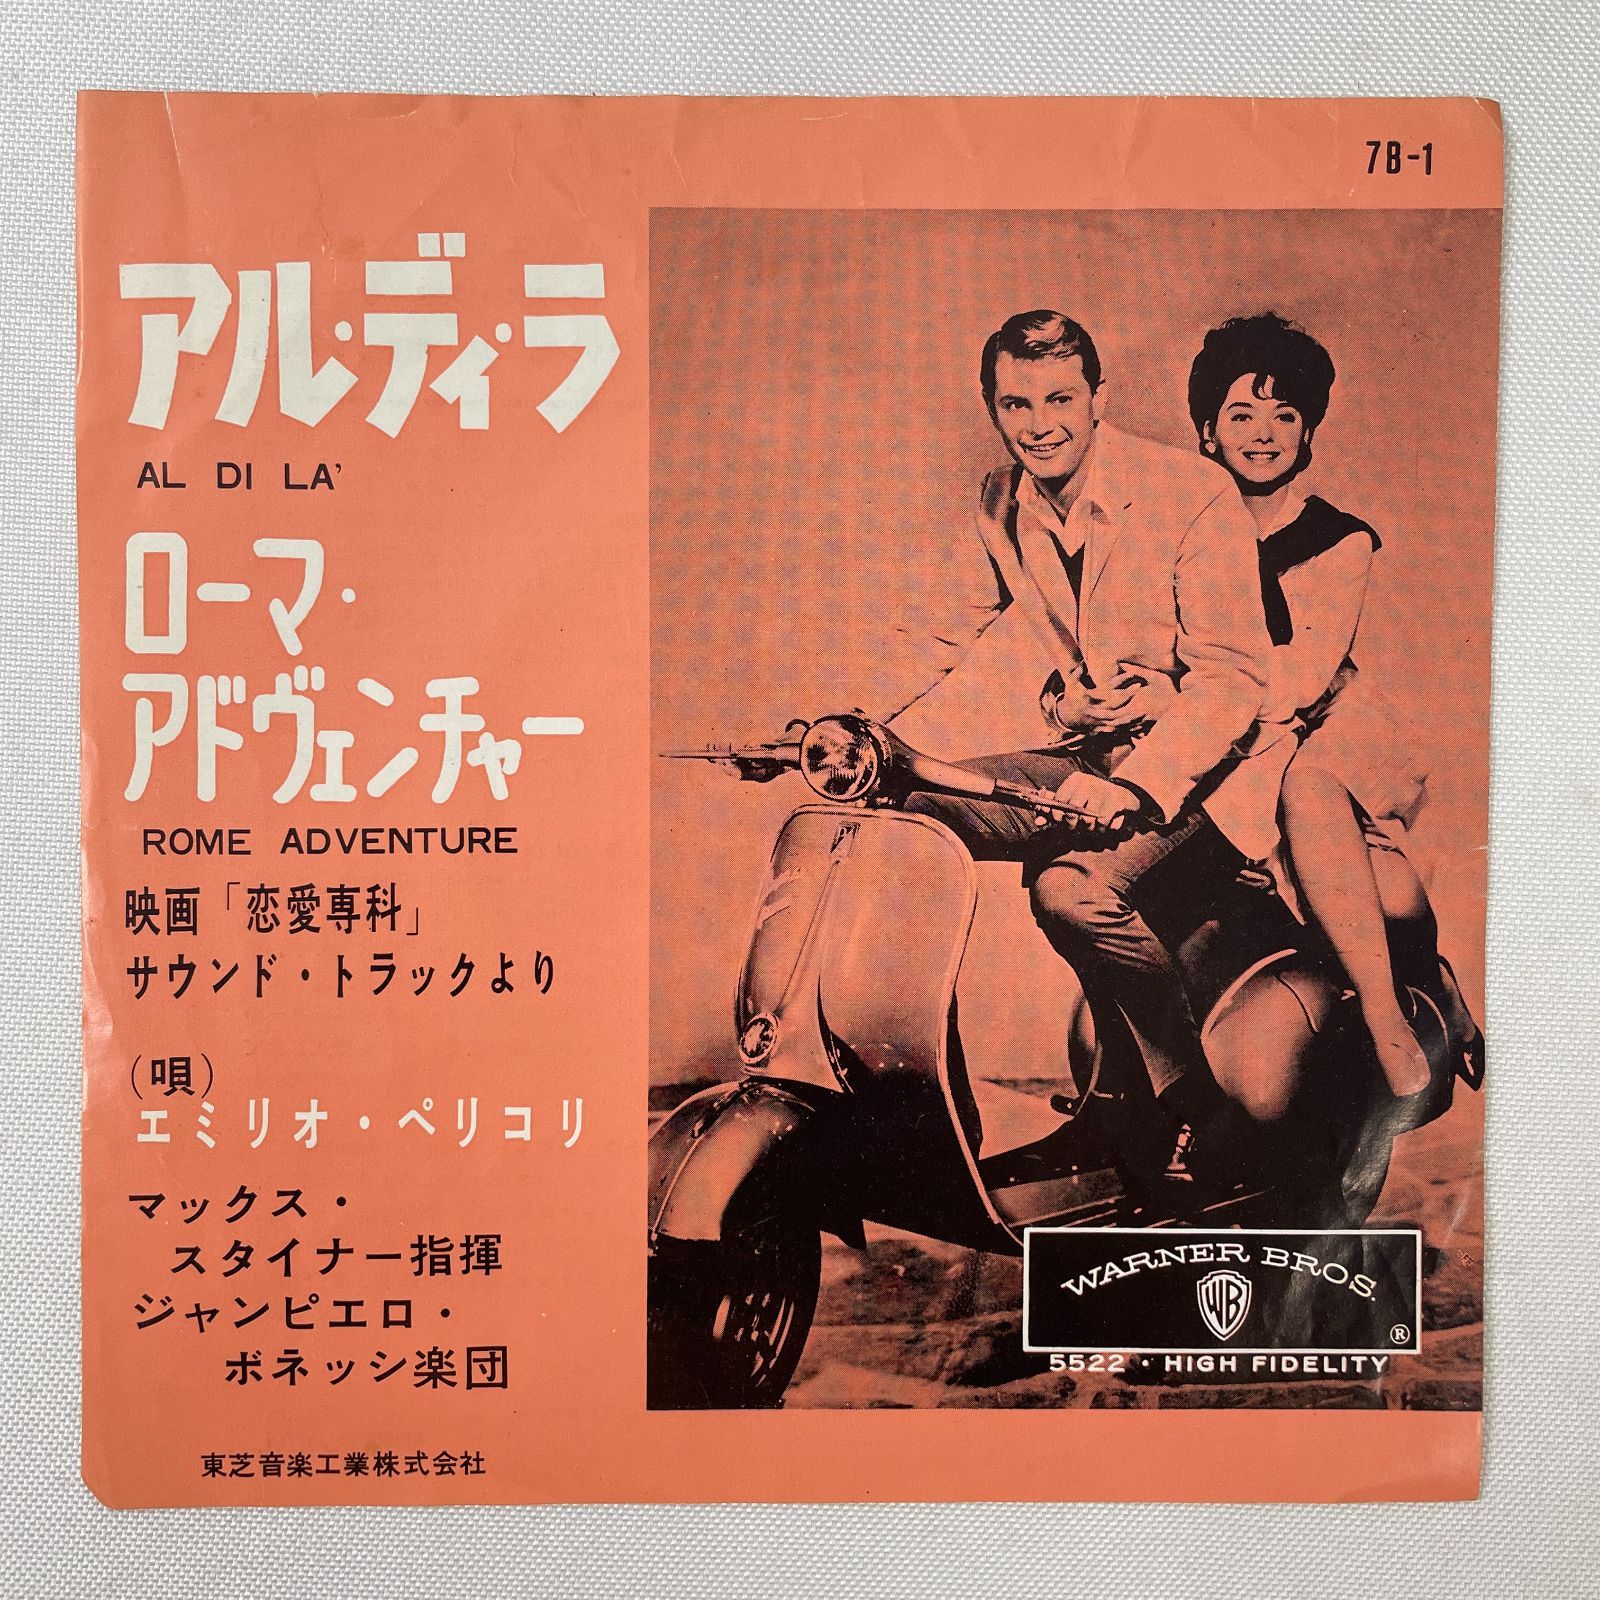 7B-1
アル・ディ・ラ
AL DI LA'
ローマ・
アドヴェンチャー
ROME ADVENTURE
映画「恋愛専科」
サウンド・トラックより
(唄)
エミリオ・ペリコリ
マックス・
スタイナー指揮
ジャンピエロ・
ボネッシ楽団
東芝音楽工業株式会社
WARNER BROS.
WB
®
5522・HIGH FIDELITY